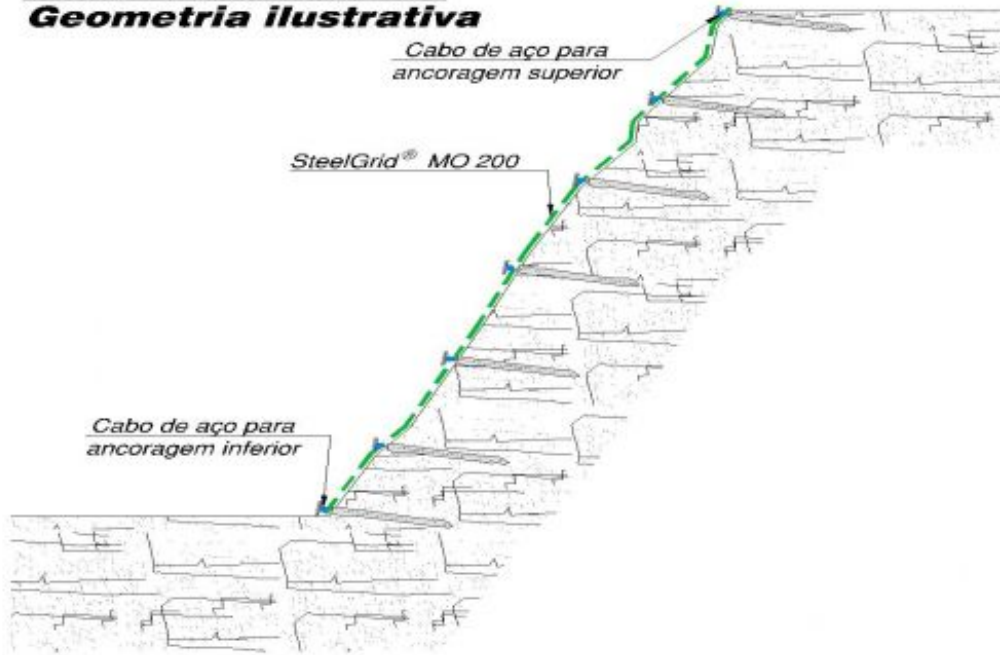 Geometria ilustrativa
Cabo de aço para
ancoragem superior
SteelGrid® MO 200
Cabo de aço para
ancoragem inferior